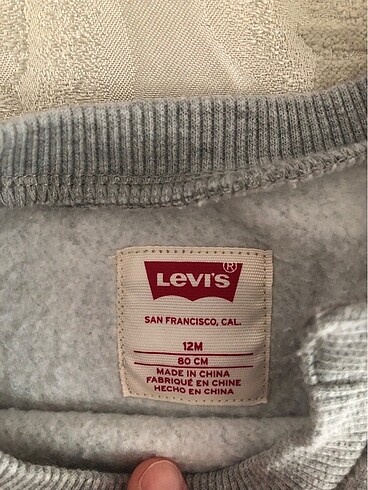 Levi's®
SAN FRANCISCO, CAL.
12M
80 CM
MADE IN CHINA
FABRIQUÉ EN CHINE
HECHO EN CHINA